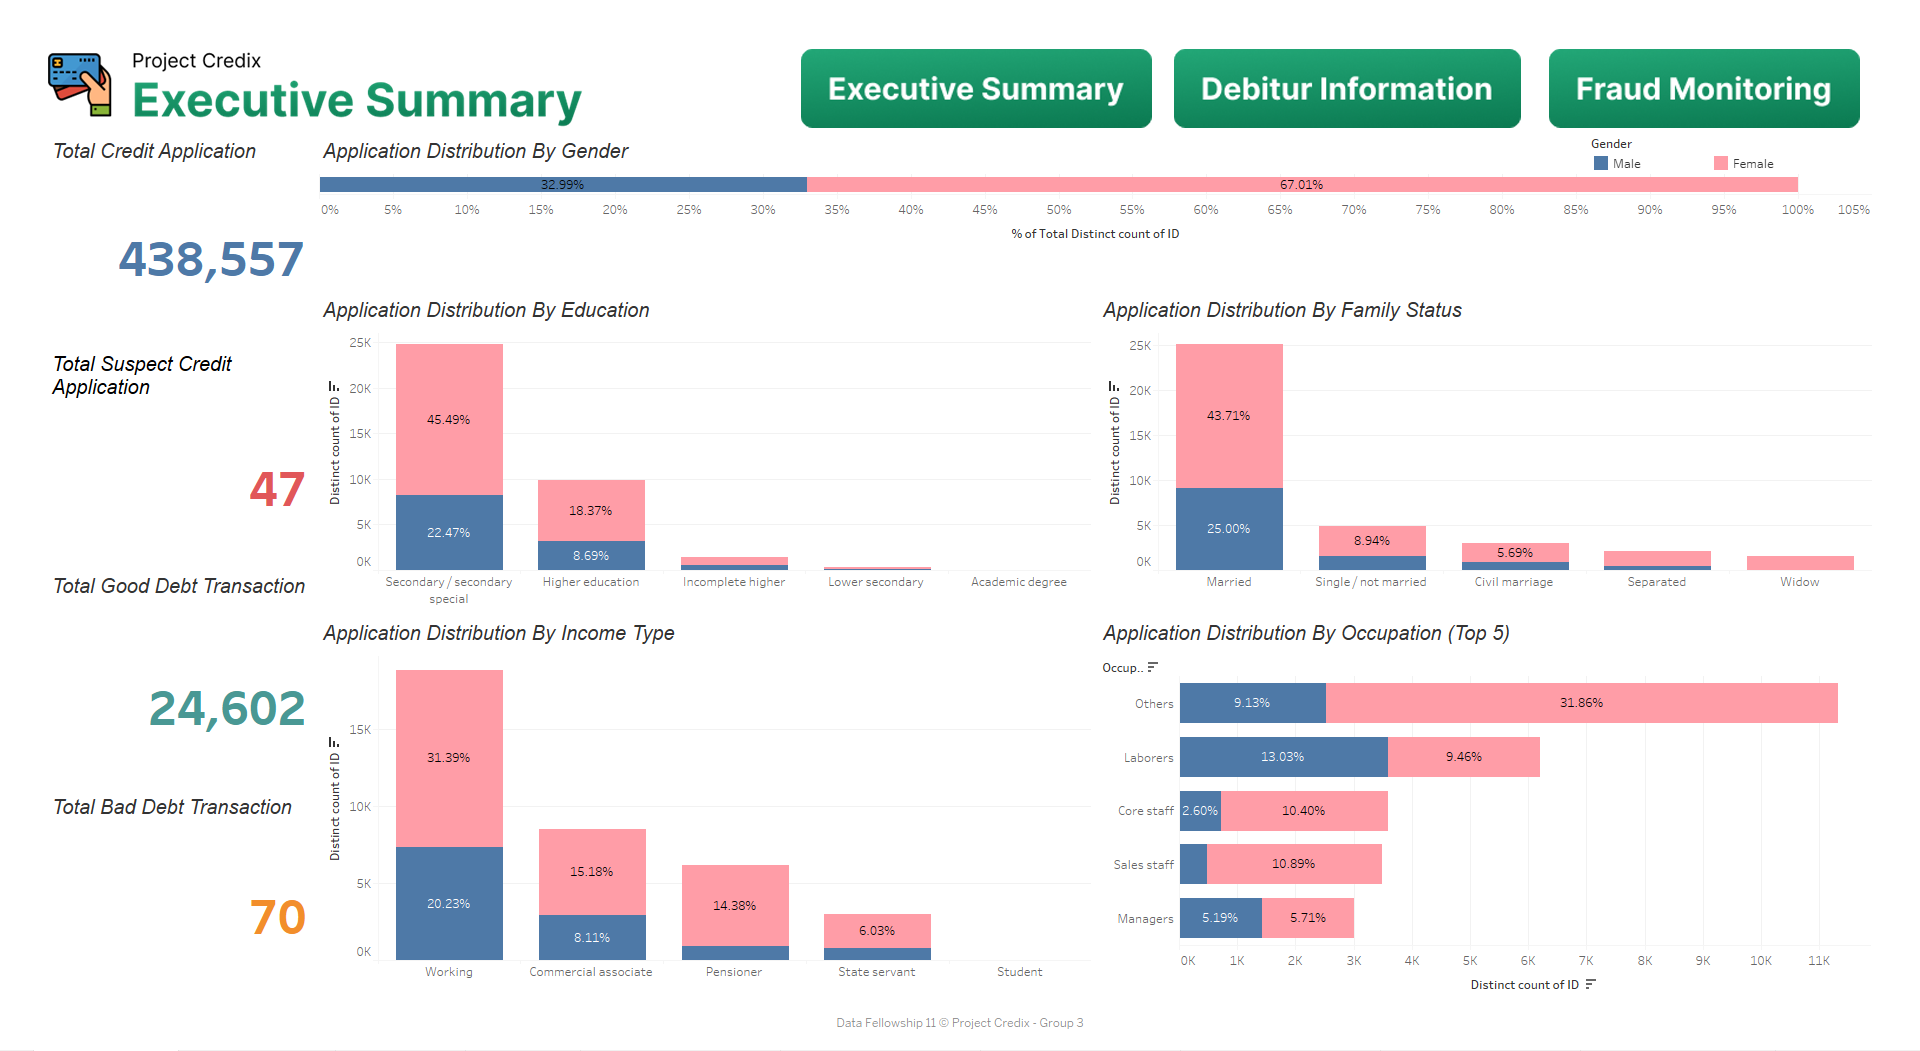 Project Credix
Executive Summary
Executive Summary
Debitur Information
Fraud Monitoring
Total Credit Application
438,557
Total Suspect Credit
Application
47
Total Good Debt Transaction
24,602
Total Bad Debt Transaction
70
Application Distribution By Gender
Gender
Male
Female
32.99%
67.01%
0% 5% 10% 15% 20% 25% 30% 35% 40% 45% 50% 55% 60% 65% 70% 75% 80% 85% 90% 95% 100% 105%
% of Total Distinct count of ID
Application Distribution By Education
Distinct count of ID
25K
20K
15K
10K
5K
0K
45.49%
22.47%
18.37%
8.69%
Secondary / secondary
special
Higher education
Incomplete higher
Lower secondary
Academic degree
Application Distribution By Family Status
Distinct count of ID
25K
20K
15K
10K
5K
0K
43.71%
25.00%
8.94%
5.69%
Married
Single / not married
Civil marriage
Separated
Widow
Application Distribution By Income Type
Distinct count of ID
15K
10K
5K
0K
31.39%
20.23%
15.18%
8.11%
14.38%
6.03%
Working
Commercial associate
Pensioner
State servant
Student
Application Distribution By Occupation (Top 5)
Occup..
Others 9.13% 31.86%
Laborers 13.03% 9.46%
Core staff 2.60% 10.40%
Sales staff 10.89%
Managers 5.19% 5.71%
0K 1K 2K 3K 4K 5K 6K 7K 8K 9K 10K 11K
Distinct count of ID
Data Fellowship 11 © Project Credix - Group 3